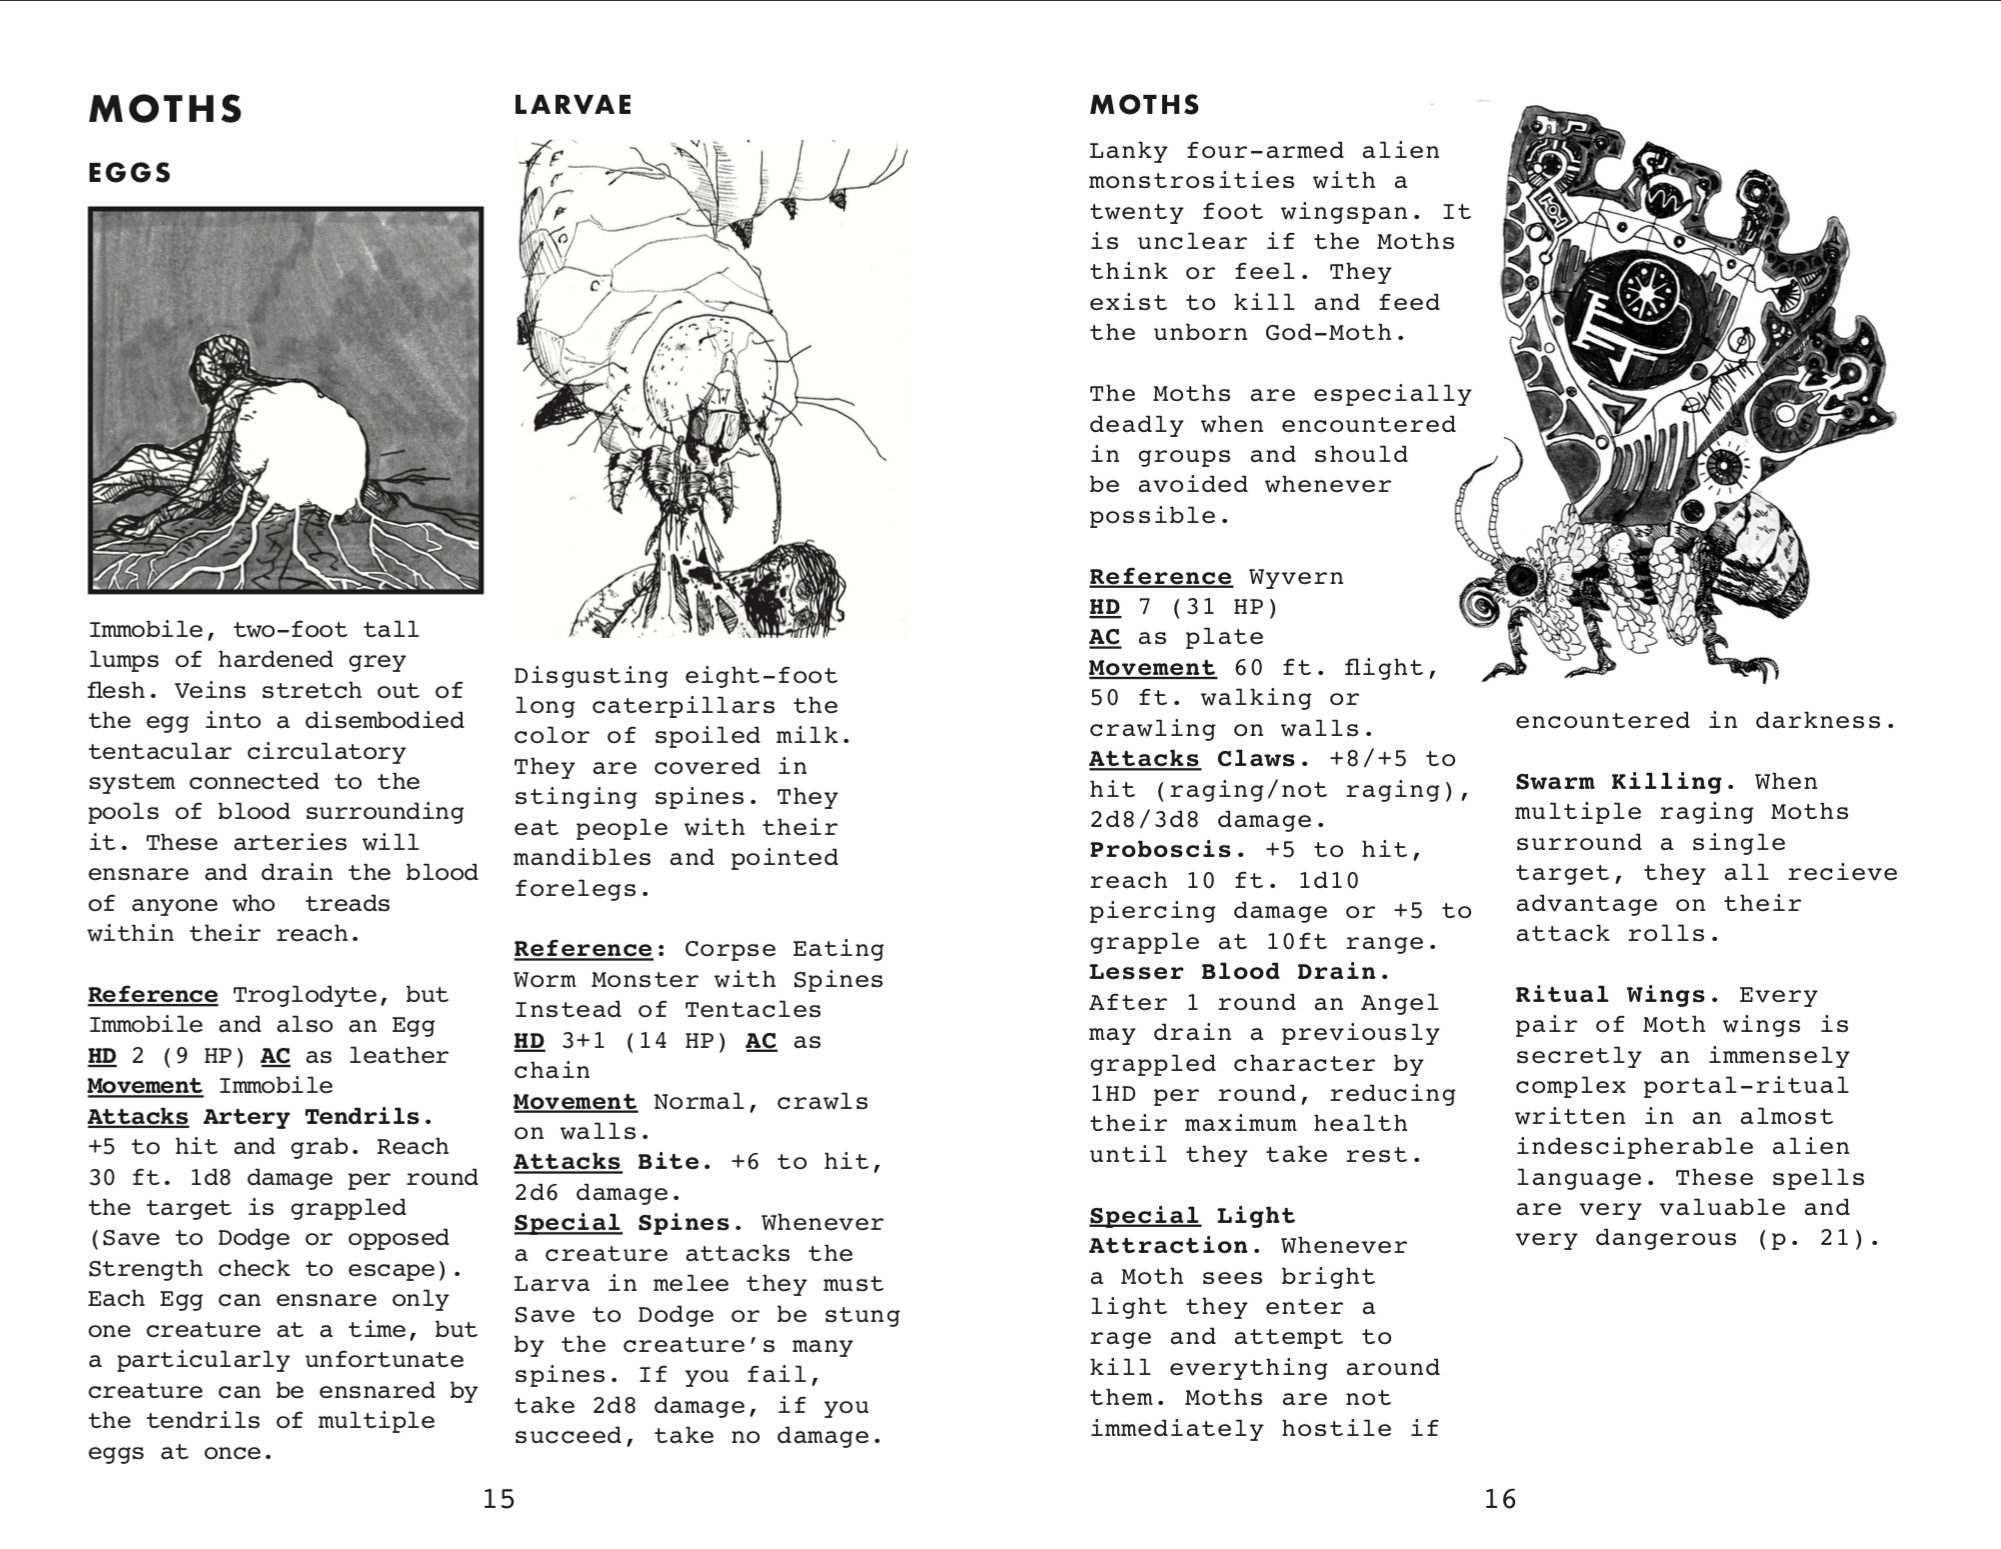 MOTHS
EGGS
Immobile, two-foot tall
lumps of hardened grey
flesh. Veins stretch out of
the egg into a disembodied
tentacular circulatory
system connected to the
pools of blood surrounding
it. These arteries will
ensnare and drain the blood
of anyone who  treads
within their reach.
Reference Troglodyte, but
Immobile and also an Egg
HD 2 (9 HP) AC as leather
Movement Immobile
Attacks Artery Tendrils.
+5 to hit and grab. Reach
30 ft. 1d8 damage per round
the target is grappled
(Save to Dodge or opposed
Strength check to escape).
Each Egg can ensnare only
one creature at a time, but
a particularly unfortunate
creature can be ensnared by
the tendrils of multiple
eggs at once.
LARVAE
Disgusting eight-foot
long caterpillars the
color of spoiled milk.
They are covered in
stinging spines. They
eat people with their
mandibles and pointed
forelegs.
Reference: Corpse Eating
Worm Monster with Spines
Instead of Tentacles
HD 3+1 (14 HP) AC as
chain
Movement Normal, crawls
on walls.
Attacks Bite. +6 to hit,
2d6 damage.
Special Spines. Whenever
a creature attacks the
Larva in melee they must
Save to Dodge or be stung
by the creature’s many
spines. If you fail,
take 2d8 damage, if you
succeed, take no damage.
15
MOTHS
Lanky four-armed alien
monstrosities with a
twenty foot wingspan. It
is unclear if the Moths
think or feel. They
exist to kill and feed
the unborn God-Moth.
The Moths are especially
deadly when encountered
in groups and should
be avoided whenever
possible.
Reference Wyvern
HD 7 (31 HP)
AC as plate
Movement 60 ft. flight,
50 ft. walking or
crawling on walls.
Attacks Claws. +8/+5 to
hit (raging/not raging),
2d8/3d8 damage.
Proboscis. +5 to hit,
reach 10 ft. 1d10
piercing damage or +5 to
grapple at 10ft range.
Lesser Blood Drain.
After 1 round an Angel
may drain a previously
grappled character by
1HD per round, reducing
their maximum health
until they take rest.
Special Light
Attraction. Whenever
a Moth sees bright
light they enter a
rage and attempt to
kill everything around
them. Moths are not
immediately hostile if
encountered in darkness.
Swarm Killing. When
multiple raging Moths
surround a single
target, they all recieve
advantage on their
attack rolls.
Ritual Wings. Every
pair of Moth wings is
secretly an immensely
complex portal-ritual
written in an almost
indescipherable alien
language. These spells
are very valuable and
very dangerous (p. 21).
16